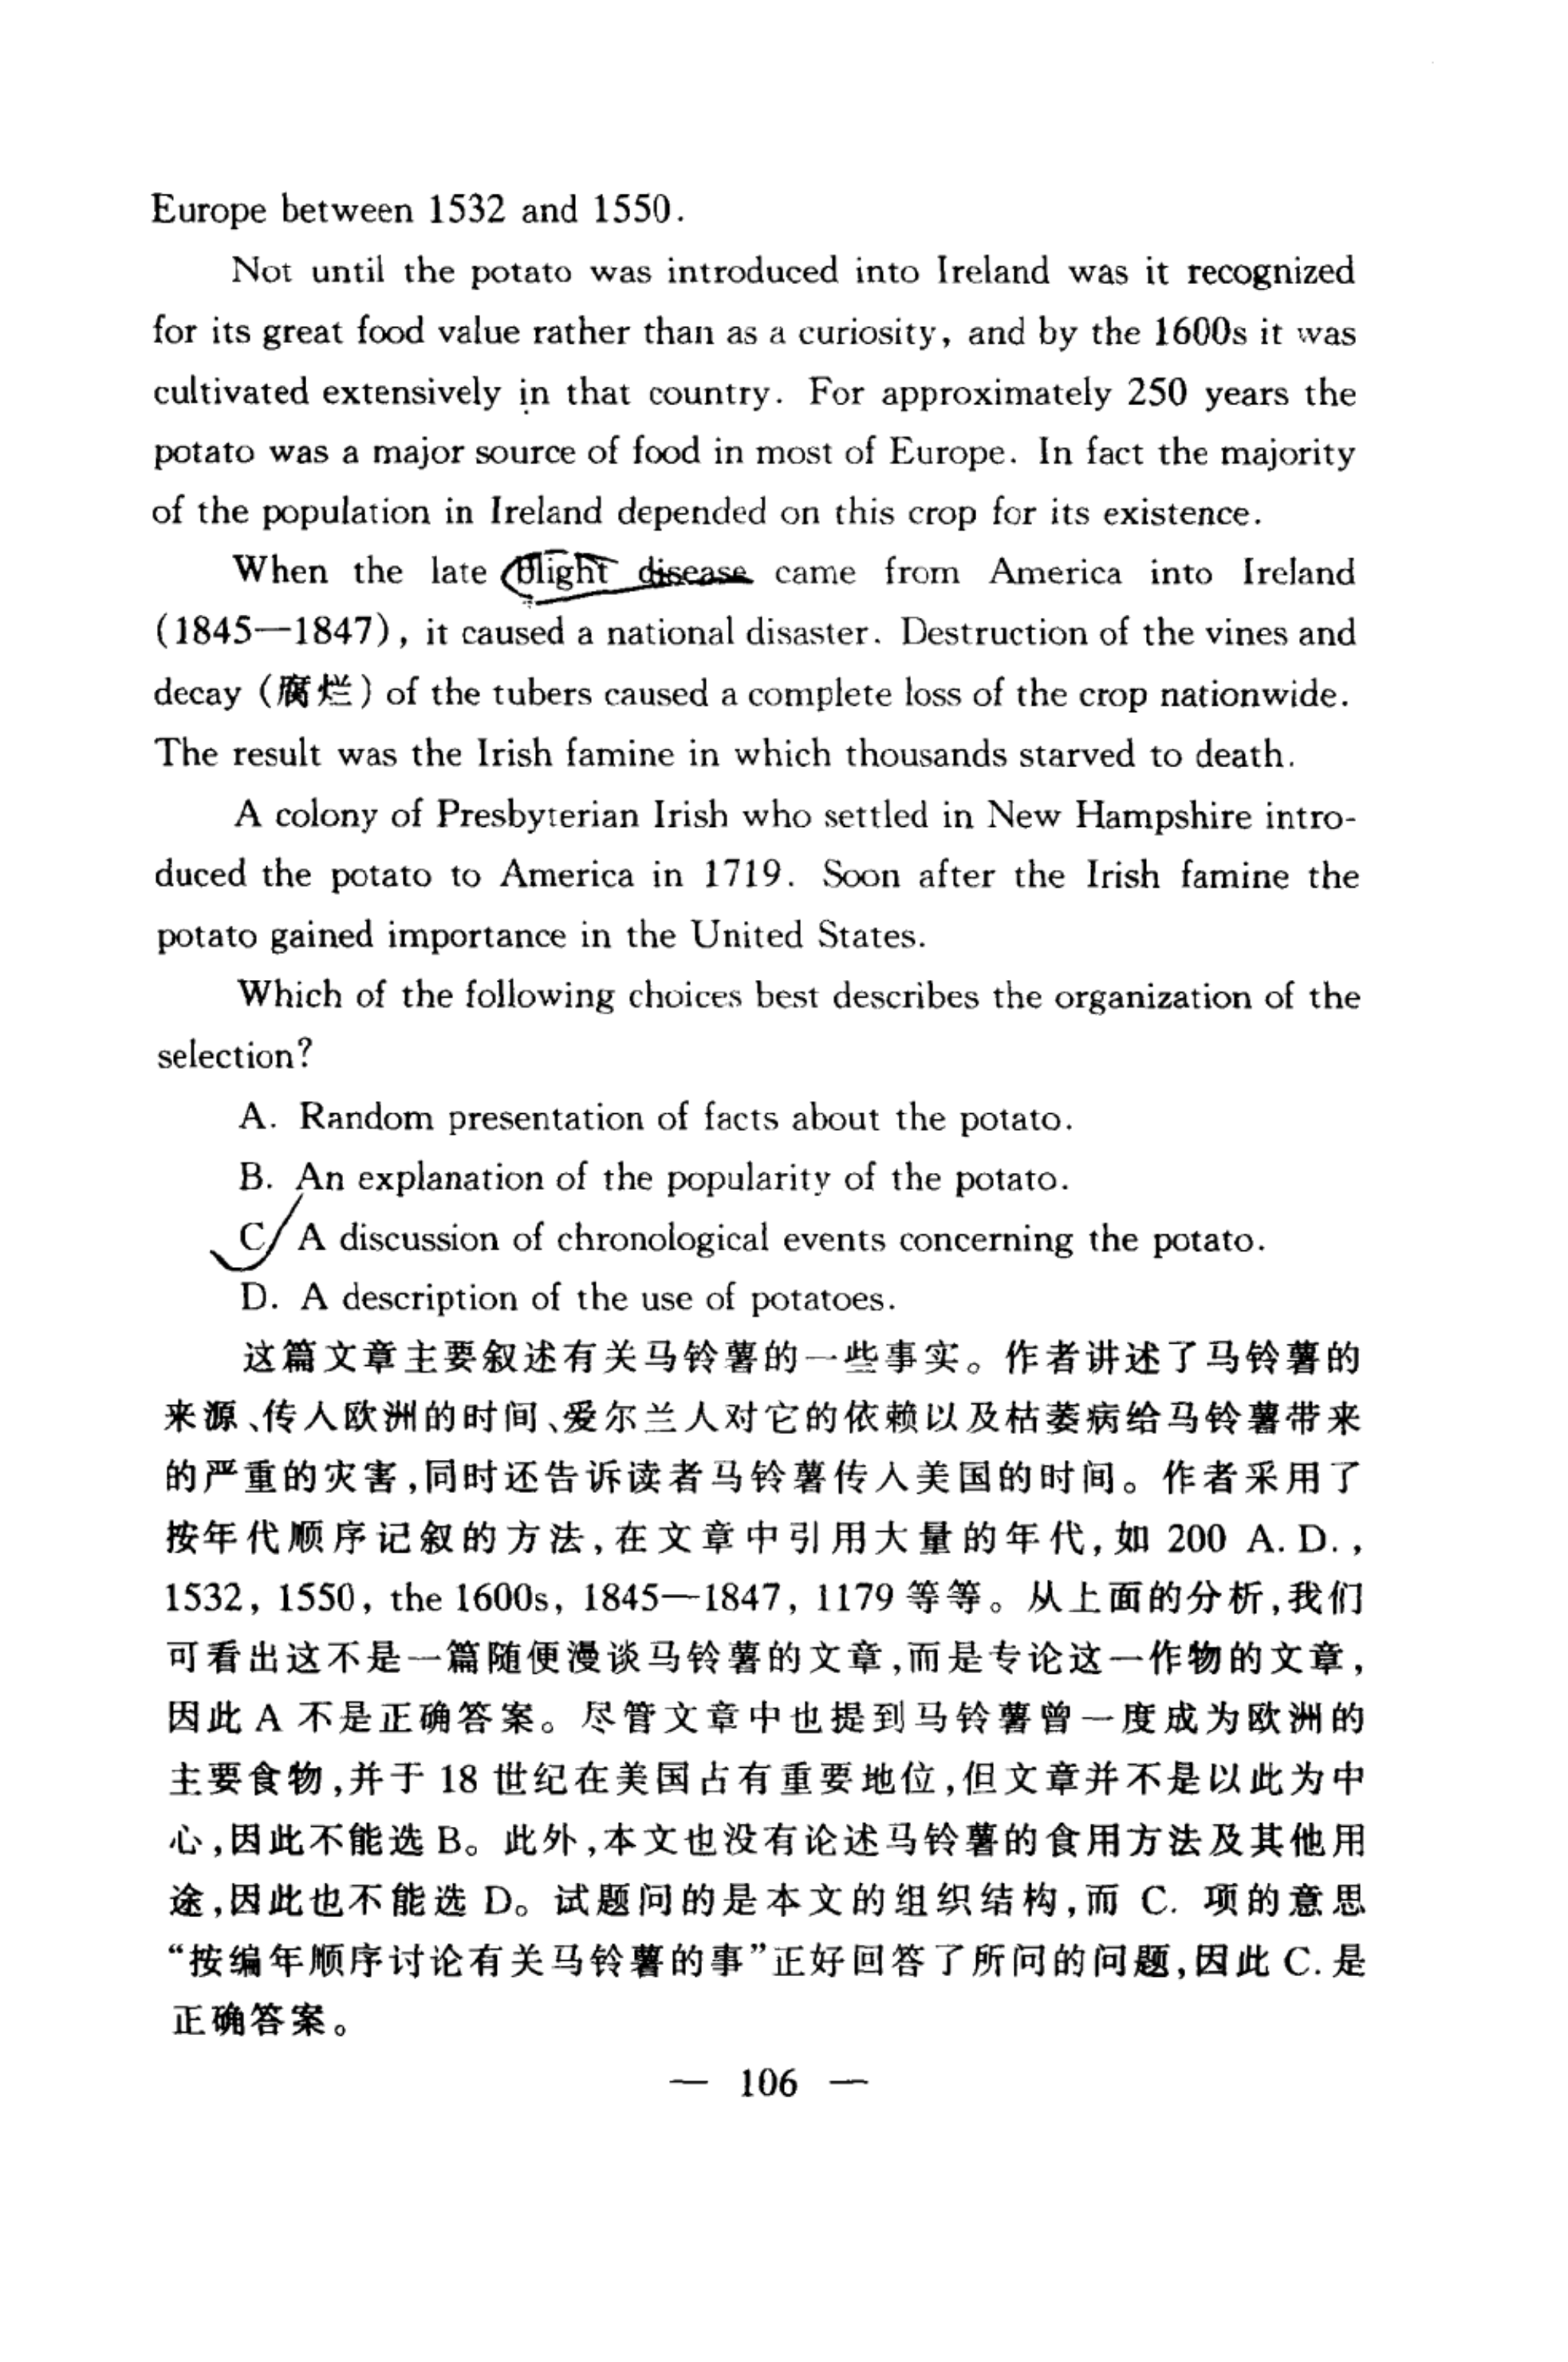 Europe between 1532 and 1550.
Not until the potato was introduced into Ireland was it recognized
for its great food value rather than as a curiosity, and by the 1600s it was
cultivated extensively in that country. For approximately 250 years the
potato was a major source of food in most of Europe. In fact the majority
of the population in Ireland depended on this crop for its existence.
When the late blight disease came from America into Ireland
(1845—1847), it caused a national disaster. Destruction of the vines and
decay (腐烂) of the tubers caused a complete loss of the crop nationwide.
The result was the Irish famine in which thousands starved to death.
A colony of Presbyterian Irish who settled in New Hampshire intro-
duced the potato to America in 1719. Soon after the Irish famine the
potato gained importance in the United States.
Which of the following choices best describes the organization of the
selection?
A. Random presentation of facts about the potato.
B. An explanation of the popularity of the potato.
C. A discussion of chronological events concerning the potato.
D. A description of the use of potatoes.
这篇文章主要叙述有关马铃薯的一些事实。作者讲述了马铃薯的
来源、传入欧洲的时间、爱尔兰人对它的依赖以及枯萎病给马铃薯带来
的严重的灾害,同时还告诉读者马铃薯传入美国的时间。作者采用了
按年代顺序记叙的方法,在文章中引用大量的年代,如 200 A.D.,
1532, 1550, the 1600s, 1845—1847, 1179 等等。从上面的分析,我们
可看出这不是一篇随便漫谈马铃薯的文章,而是专论这一作物的文章,
因此 A 不是正确答案。尽管文章中也提到马铃薯曾一度成为欧洲的
主要食物,并于 18 世纪在美国占有重要地位,但文章并不是以此为中
心,因此不能选 B。此外,本文也没有论述马铃薯的食用方法及其他用
途,因此也不能选 D。试题问的是本文的组织结构,而 C. 项的意思
“按编年顺序讨论有关马铃薯的事”正好回答了所问的问题,因此 C. 是
正确答案。
— 106 —